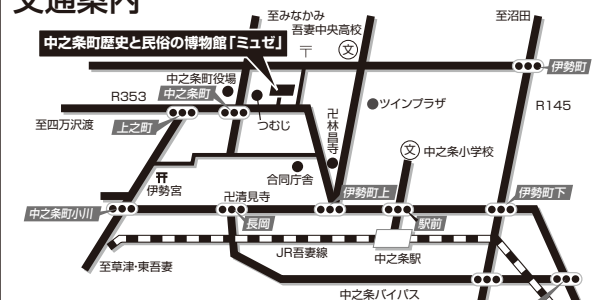 交通案内
至みなかみ
至沼田
吾妻中央高校
中之条町歴史と民俗の博物館「ミュゼ」
〒
文
伊勢町
中之条町役場
中之条町
R353
ツインプラザ
R145
至四万沢渡
上之町
つむじ
卍林昌寺
文
中之条小学校
合同庁舎
伊勢宮
卍清見寺
伊勢町上
伊勢町下
中之条町小川
長岡
駅前
至草津・東吾妻
JR吾妻線
中之条駅
中之条バイパス